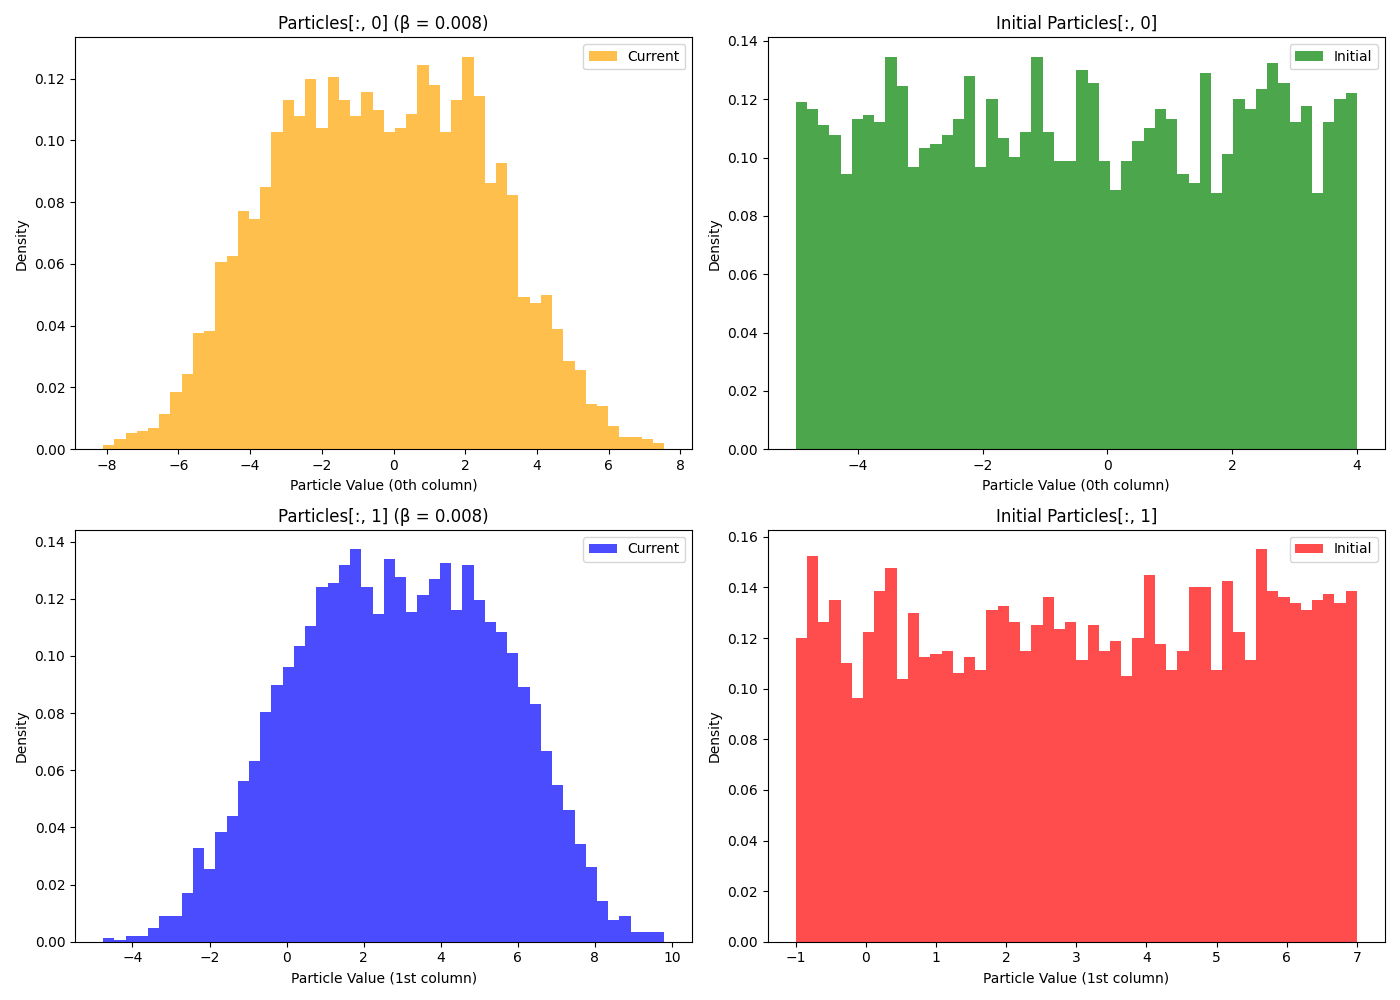 Particles[:, 0] (β = 0.008)
Current
Density
0.12
0.10
0.08
0.06
0.04
0.02
0.00
−8 −6 −4 −2 0 2 4 6 8
Particle Value (0th column)
Initial Particles[:, 0]
Initial
Density
0.14
0.12
0.10
0.08
0.06
0.04
0.02
0.00
−4 −2 0 2 4
Particle Value (0th column)
Particles[:, 1] (β = 0.008)
Current
Density
0.14
0.12
0.10
0.08
0.06
0.04
0.02
0.00
−4 −2 0 2 4 6 8 10
Particle Value (1st column)
Initial Particles[:, 1]
Initial
Density
0.16
0.14
0.12
0.10
0.08
0.06
0.04
0.02
0.00
−1 0 1 2 3 4 5 6 7
Particle Value (1st column)